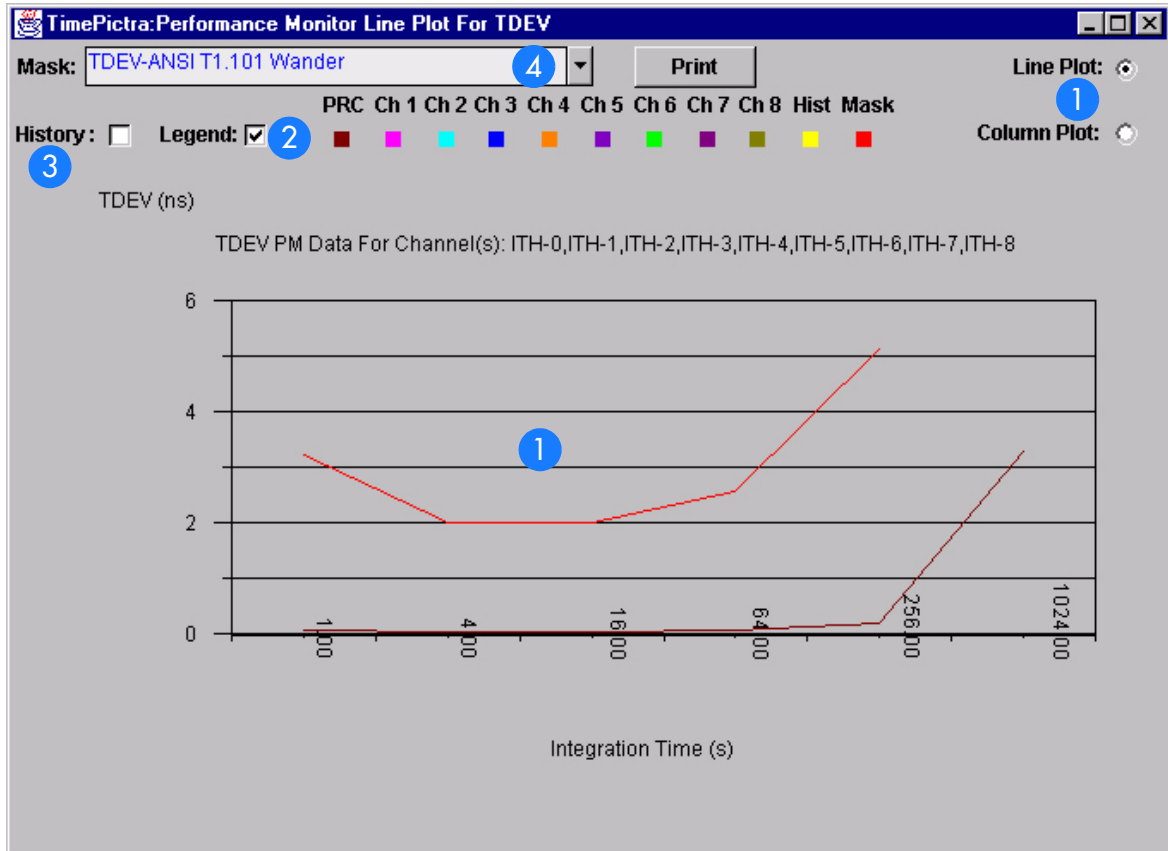 TimePictra:Performance Monitor Line Plot For TDEV
Mask: TDEV-ANSI T1.101 Wander 4 Print Line Plot:
1
PRC Ch 1 Ch 2 Ch 3 Ch 4 Ch 5 Ch 6 Ch 7 Ch 8 Hist Mask
History: Legend: 2 Column Plot:
3
TDEV (ns)
TDEV PM Data For Channel(s): ITH-0,ITH-1,ITH-2,ITH-3,ITH-4,ITH-5,ITH-6,ITH-7,ITH-8
6
4
1
2
0
1.00 4.00 16.00 64.00 256.00 1024.00
Integration Time (s)